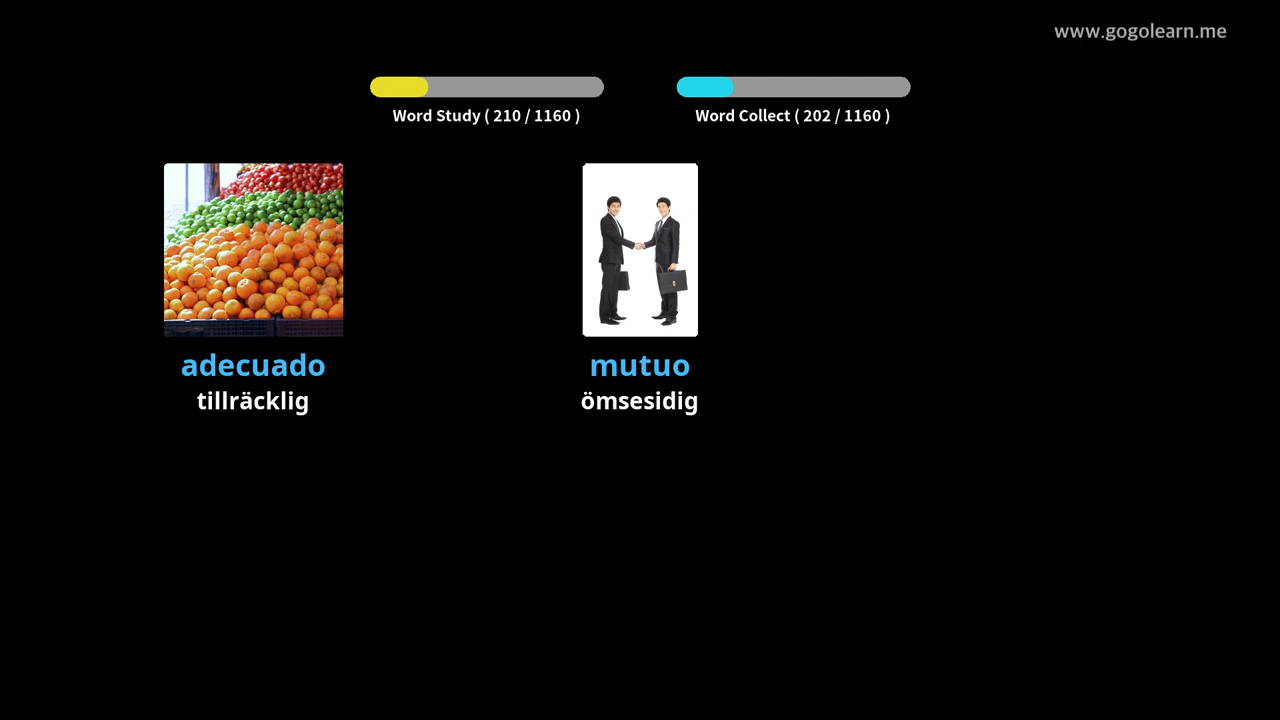 www.gogolearn.me
Word Study ( 210 / 1160 )
Word Collect ( 202 / 1160 )
adecuado
tillräcklig
mutuo
ömsesidig